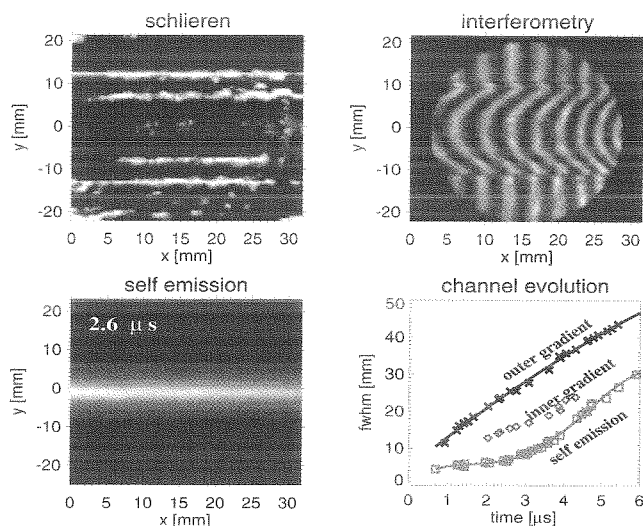 schlieren
y [mm]
20
10
0
-10
-20
0 5 10 15 20 25 30
x [mm]
interferometry
y [mm]
20
10
0
-10
-20
0 5 10 15 20 25 30
x [mm]
self emission
2.6 μ s
y [mm]
20
10
0
-10
-20
0 5 10 15 20 25 30
x [mm]
channel evolution
fwhm [mm]
50
40
30
20
10
0
outer gradient
inner gradient
self emission
1 2 3 4 5 6
time [μs]